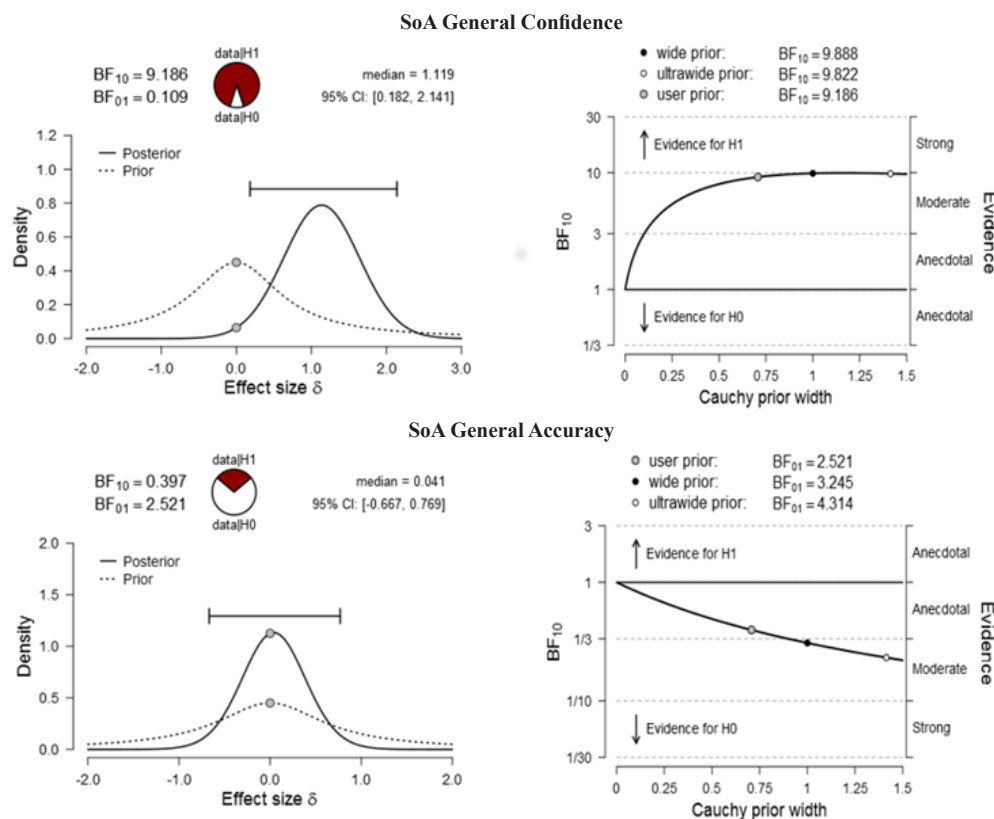 SoA General Confidence
BF10 = 9.186
BF01 = 0.109
data|H1
data|H0
median = 1.119
95% CI: [0.182, 2.141]
Posterior
Prior
1.2
1.0
0.8
0.6
0.4
0.2
0.0
Density
-2.0 -1.0 0.0 1.0 2.0 3.0
Effect size δ
wide prior: BF10 = 9.888
ultrawide prior: BF10 = 9.822
user prior: BF10 = 9.186
30
10
3
1
1/3
BF10
Evidence for H1
Evidence for H0
Strong
Moderate
Anecdotal
Anecdotal
Evidence
0 0.25 0.5 0.75 1 1.25 1.5
Cauchy prior width
SoA General Accuracy
BF10 = 0.397
BF01 = 2.521
data|H1
data|H0
median = 0.041
95% CI: [-0.667, 0.769]
Posterior
Prior
2.0
1.5
1.0
0.5
0.0
Density
-2.0 -1.0 0.0 1.0 2.0
Effect size δ
user prior: BF01 = 2.521
wide prior: BF01 = 3.245
ultrawide prior: BF01 = 4.314
3
1
1/3
1/10
1/30
BF10
Evidence for H1
Evidence for H0
Anecdotal
Anecdotal
Moderate
Strong
Evidence
0 0.25 0.5 0.75 1 1.25 1.5
Cauchy prior width